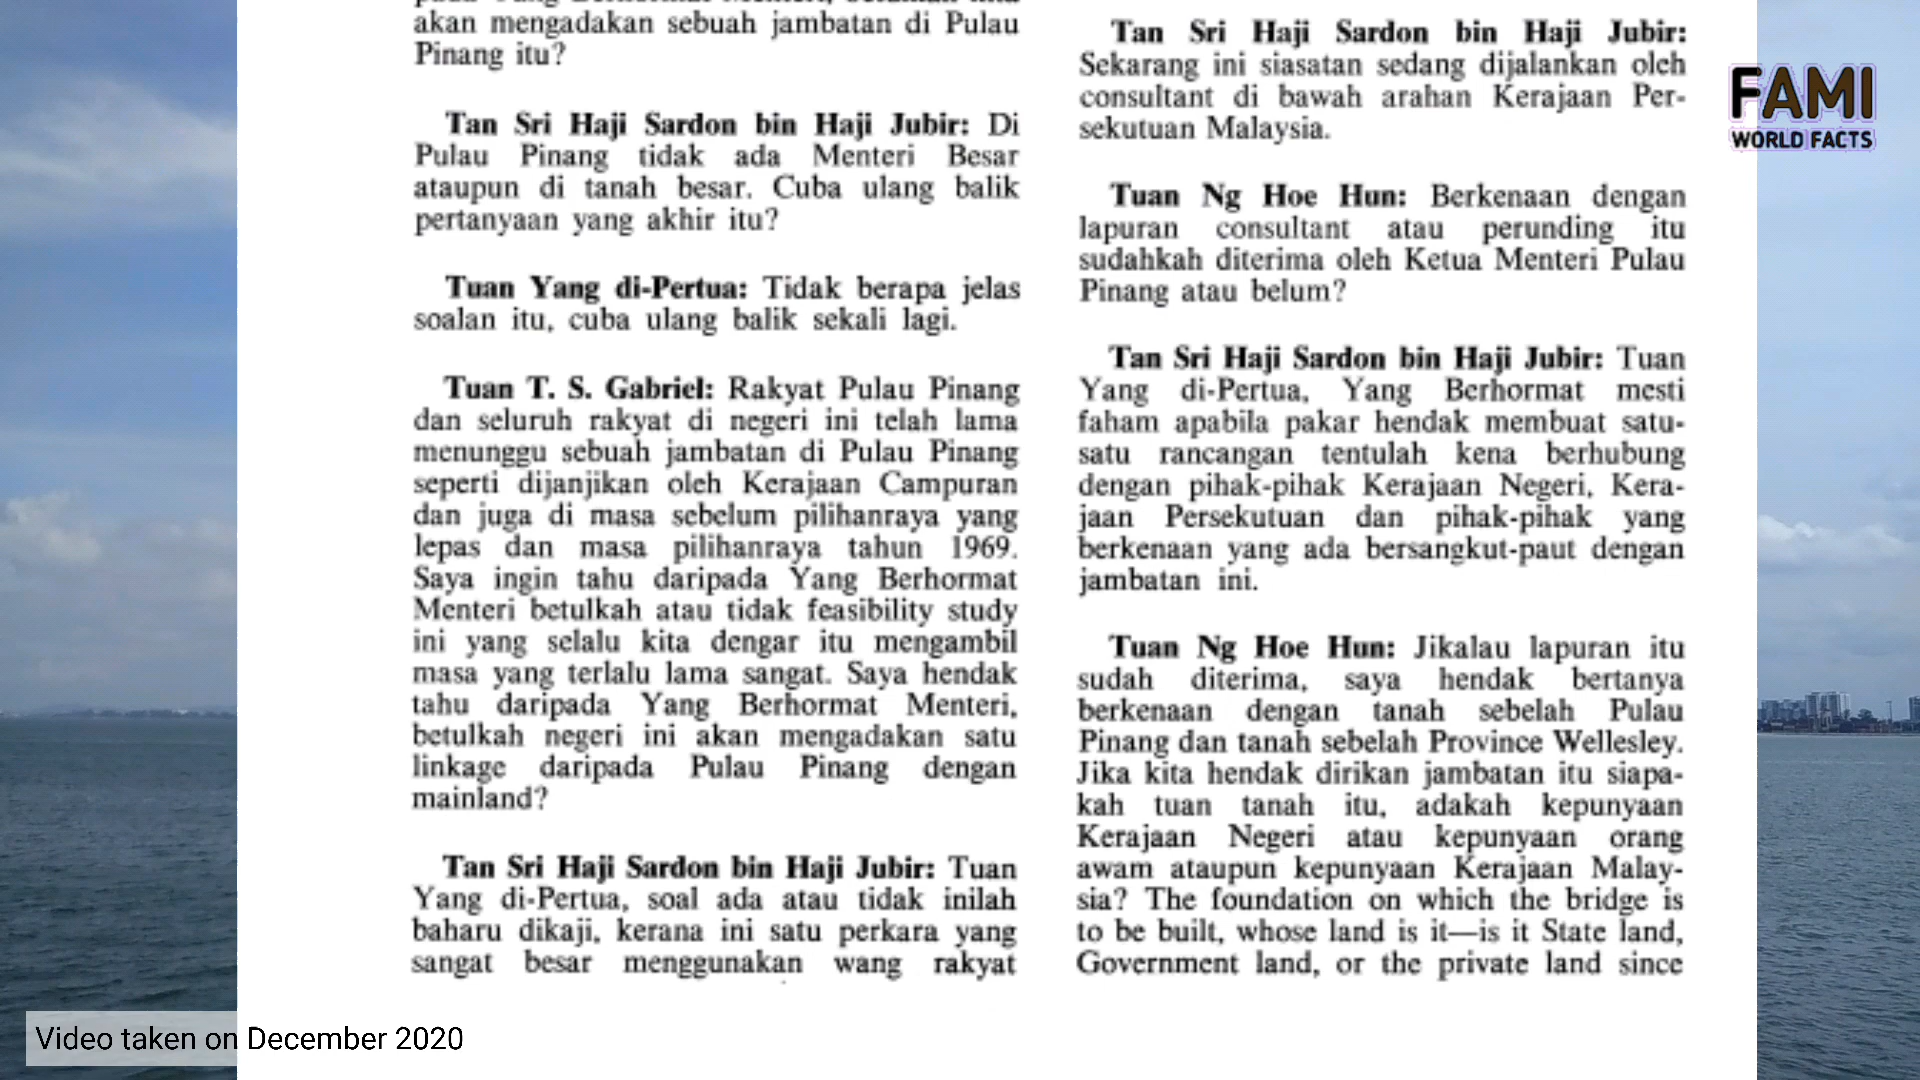 akan mengadakan sebuah jambatan di Pulau
Pinang itu?
Tan Sri Haji Sardon bin Haji Jubir: Di
Pulau Pinang tidak ada Menteri Besar
ataupun di tanah besar. Cuba ulang balik
pertanyaan yang akhir itu?
Tuan Yang di-Pertua: Tidak berapa jelas
soalan itu, cuba ulang balik sekali lagi.
Tuan T. S. Gabriel: Rakyat Pulau Pinang
dan seluruh rakyat di negeri ini telah lama
menunggu sebuah jambatan di Pulau Pinang
seperti dijanjikan oleh Kerajaan Campuran
dan juga di masa sebelum pilihanraya yang
lepas dan masa pilihanraya tahun 1969.
Saya ingin tahu daripada Yang Berhormat
Menteri betulkah atau tidak feasibility study
ini yang selalu kita dengar itu mengambil
masa yang terlalu lama sangat. Saya hendak
tahu daripada Yang Berhormat Menteri,
betulkah negeri ini akan mengadakan satu
linkage daripada Pulau Pinang dengan
mainland?
Tan Sri Haji Sardon bin Haji Jubir: Tuan
Yang di-Pertua, soal ada atau tidak inilah
baharu dikaji, kerana ini satu perkara yang
sangat besar menggunakan wang rakyat
Tan Sri Haji Sardon bin Haji Jubir:
Sekarang ini siasatan sedang dijalankan oleh
consultant di bawah arahan Kerajaan Per-
sekutuan Malaysia.
Tuan Ng Hoe Hun: Berkenaan dengan
lapuran consultant atau perunding itu
sudahkah diterima oleh Ketua Menteri Pulau
Pinang atau belum?
Tan Sri Haji Sardon bin Haji Jubir: Tuan
Yang di-Pertua, Yang Berhormat mesti
faham apabila pakar hendak membuat satu-
satu rancangan tentulah kena berhubung
dengan pihak-pihak Kerajaan Negeri, Kera-
jaan Persekutuan dan pihak-pihak yang
berkenaan yang ada bersangkut-paut dengan
jambatan ini.
Tuan Ng Hoe Hun: Jikalau lapuran itu
sudah diterima, saya hendak bertanya
berkenaan dengan tanah sebelah Pulau
Pinang dan tanah sebelah Province Wellesley.
Jika kita hendak dirikan jambatan itu siapa-
kah tuan tanah itu, adakah kepunyaan
Kerajaan Negeri atau kepunyaan orang
awam ataupun kepunyaan Kerajaan Malay-
sia? The foundation on which the bridge is
to be built, whose land is it—is it State land,
Government land, or the private land since
FAMI
WORLD FACTS
Video taken on December 2020